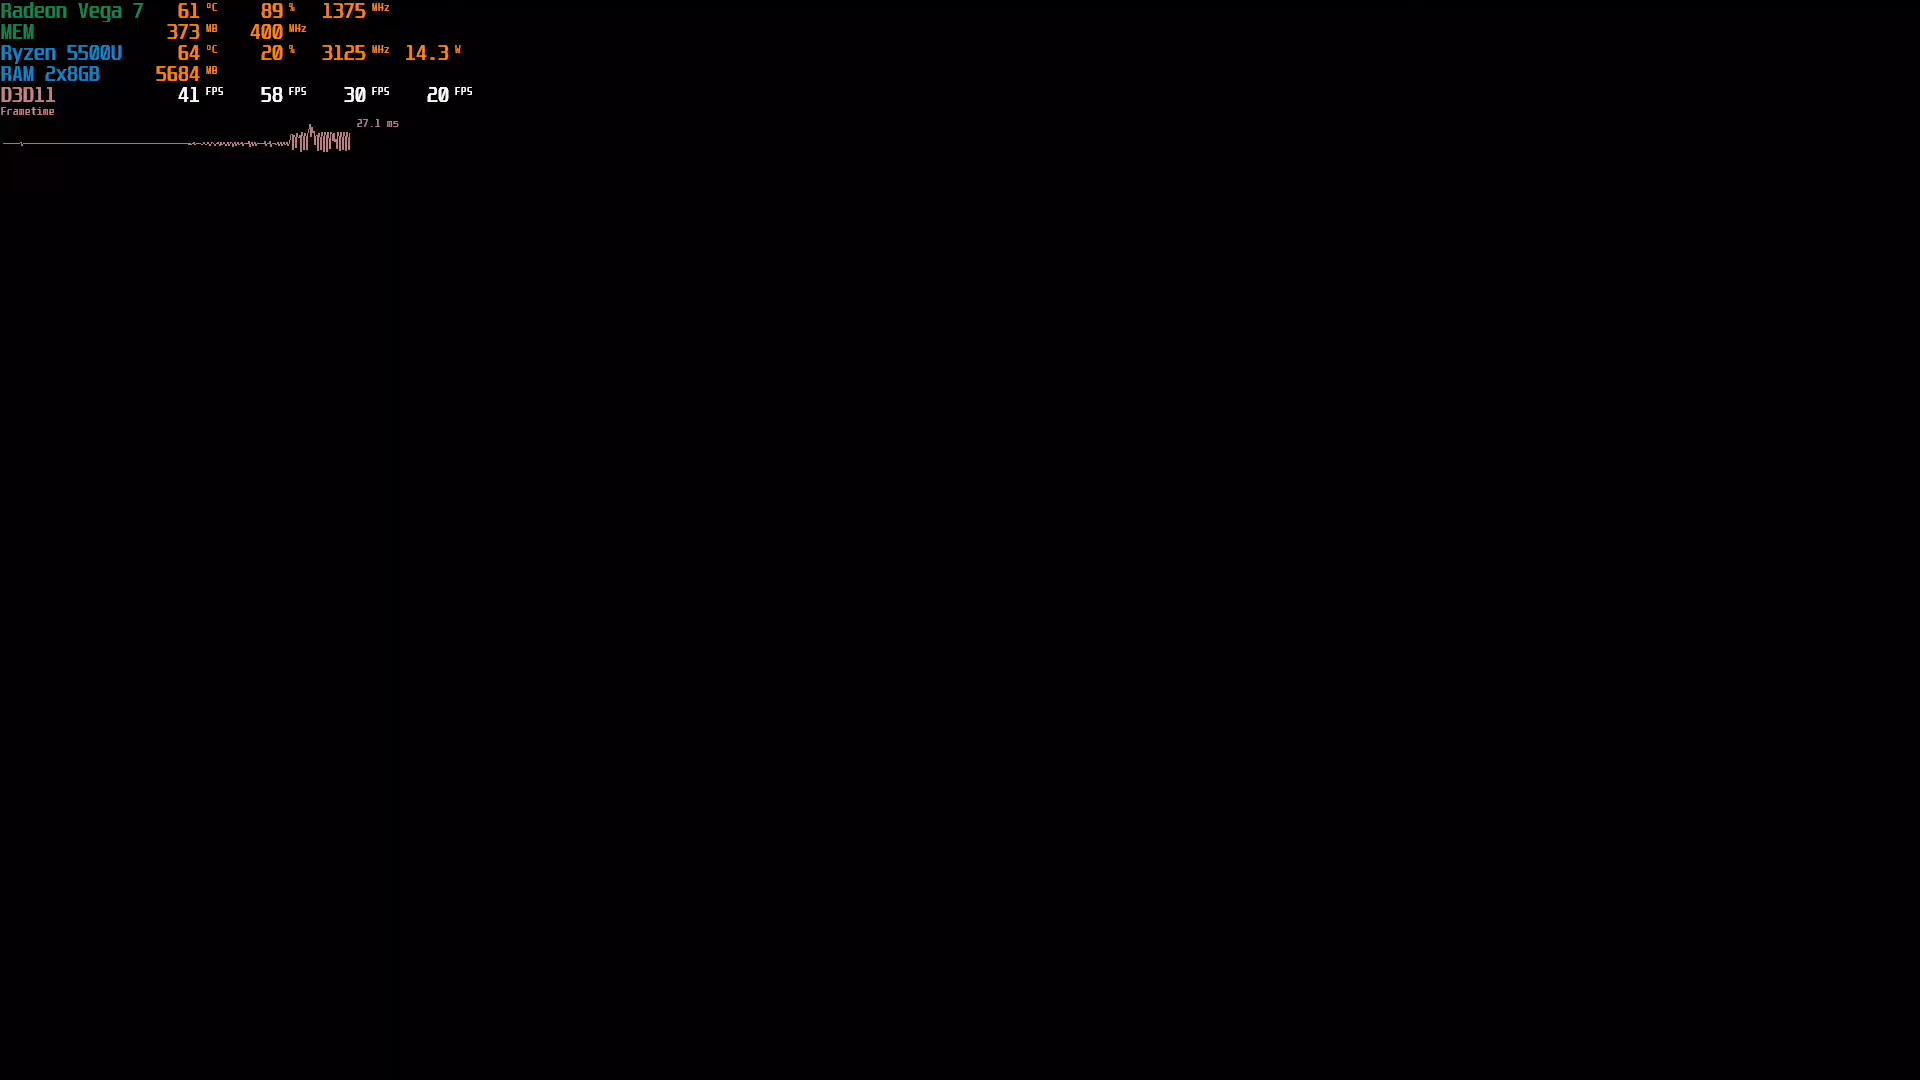 Radeon Vega 7 61 °C 89 % 1375 MHz
MEM 373 MB 400 MHz
Ryzen 5500U 64 °C 20 % 3125 MHz 14.3 W
RAM 2x8GB 5684 MB
D3D11 41 FPS 58 FPS 30 FPS 20 FPS
Frametime
27.1 ms